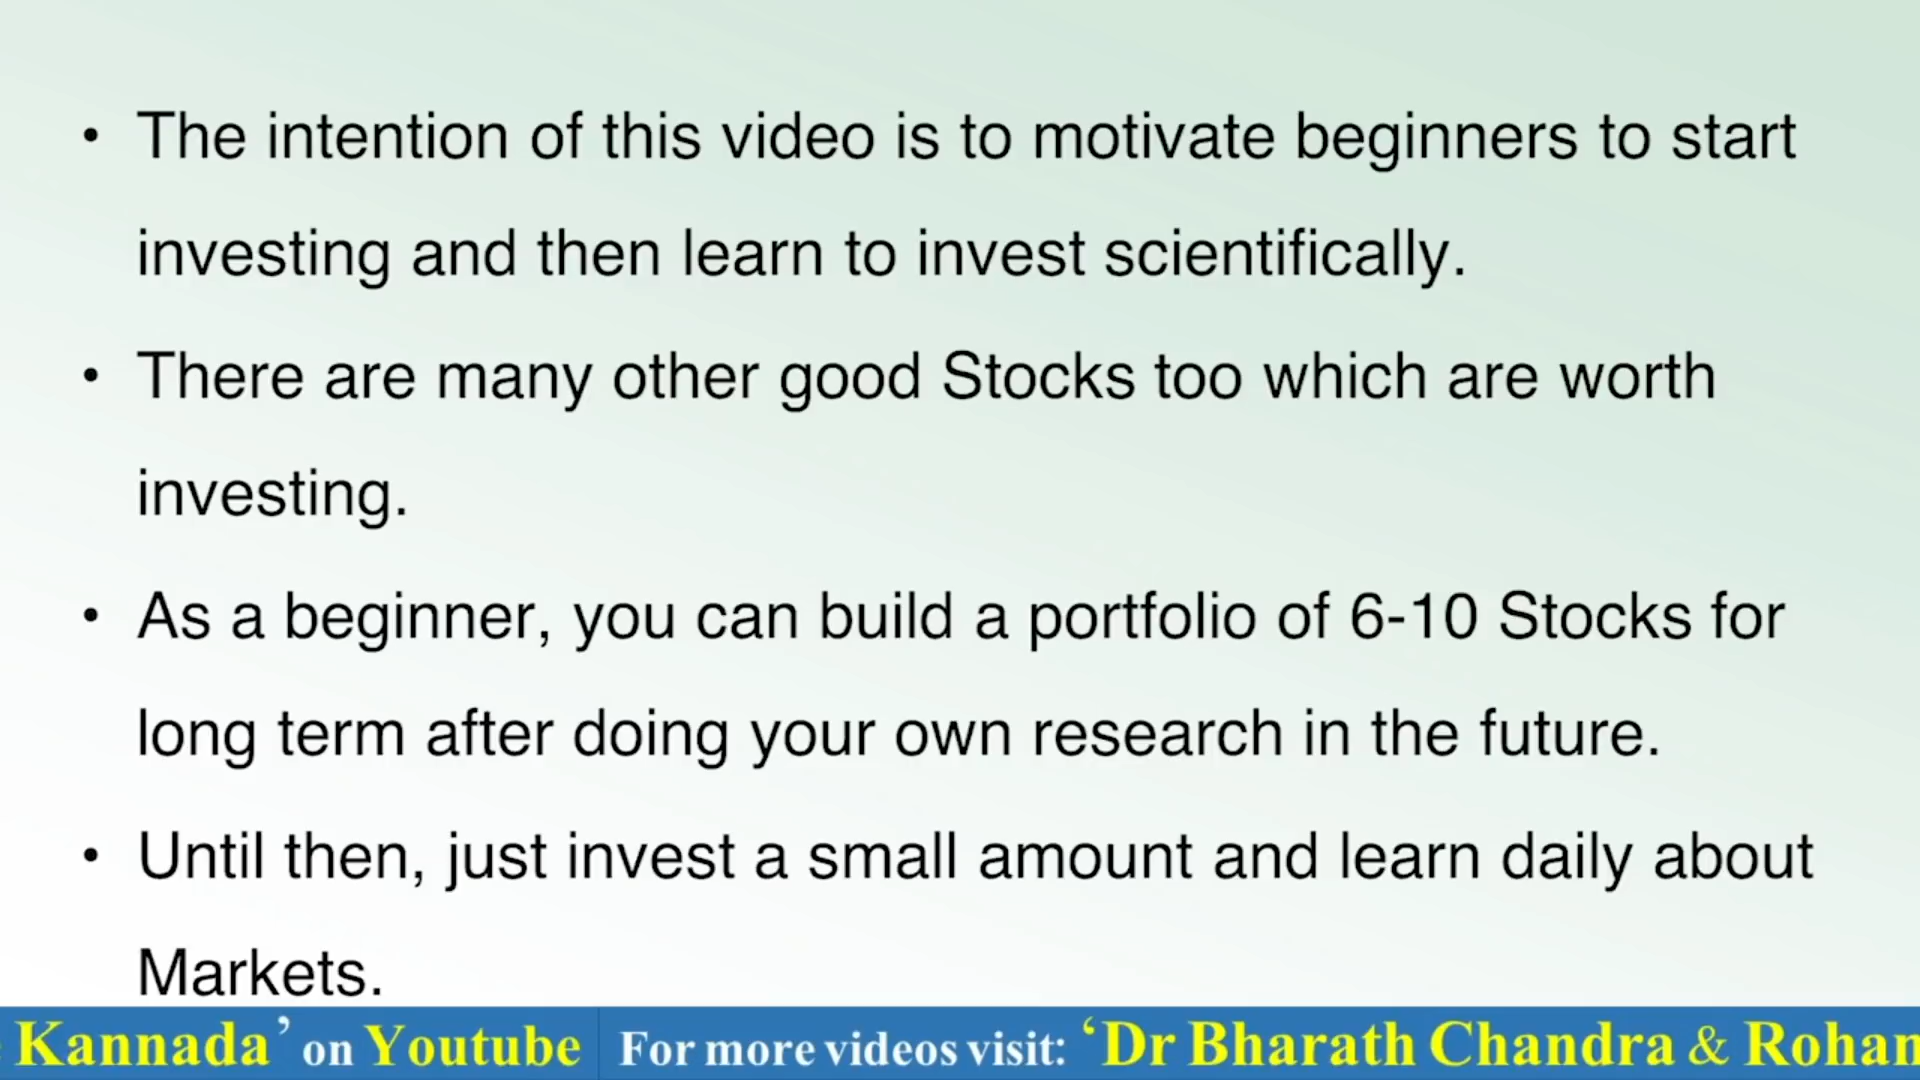 • The intention of this video is to motivate beginners to start
investing and then learn to invest scientifically.
• There are many other good Stocks too which are worth
investing.
• As a beginner, you can build a portfolio of 6-10 Stocks for
long term after doing your own research in the future.
• Until then, just invest a small amount and learn daily about
Markets.
Kannada’ on Youtube For more videos visit: ‘Dr Bharath Chandra & Rohan